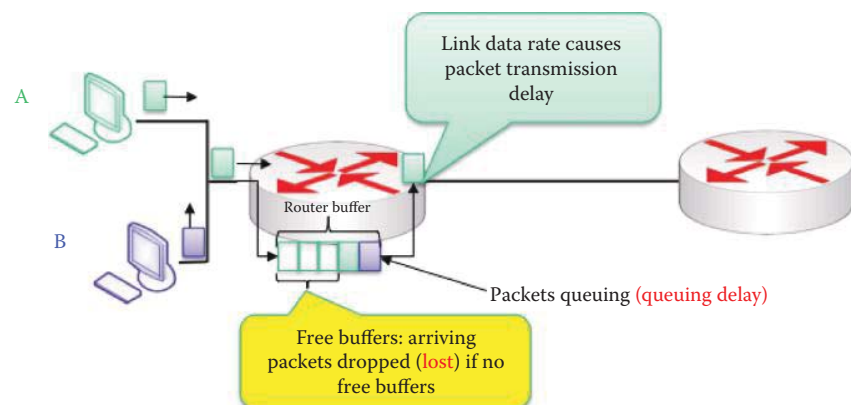 Link data rate causes
packet transmission
delay
A
Router buffer
B
Packets queuing (queuing delay)
Free buffers: arriving
packets dropped (lost) if no
free buffers